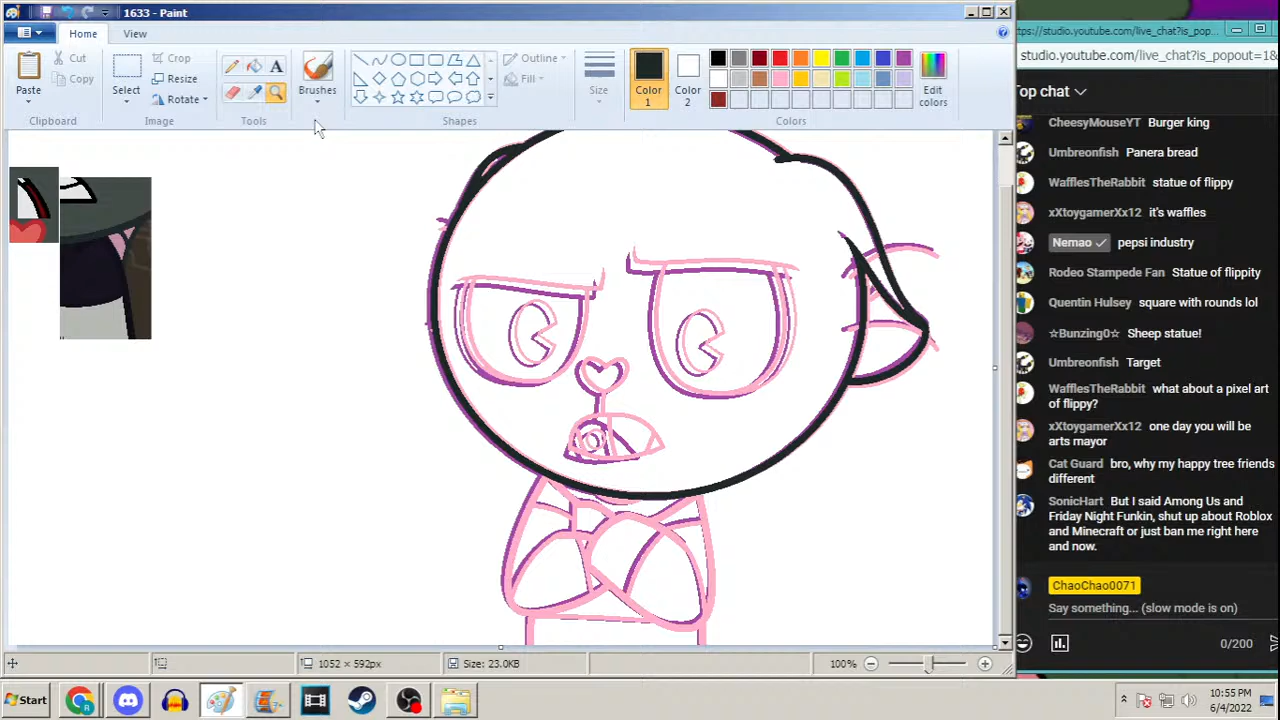 1633 - Paint
Home
View
Paste
Cut
Copy
Clipboard
Select
Crop
Resize
Rotate
Image
A
Tools
Brushes
Outline
Fill
Shapes
Size
Color
1
Color
2
Edit
colors
Colors
studio.youtube.com/live_chat?is_pop...
studio.youtube.com/live_chat?is_popout=1&
Top chat
CheesyMouseYT Burger king
Umbreonfish Panera bread
WafflesTheRabbit statue of flippy
xXtoygamerXx12 it's waffles
Nemao pepsi industry
Rodeo Stampede Fan Statue of flippity
Quentin Hulsey square with rounds lol
☆Bunzing0☆ Sheep statue!
Umbreonfish Target
WafflesTheRabbit what about a pixel art
of flippy?
xXtoygamerXx12 one day you will be
arts mayor
Cat Guard bro, why my happy tree friends
different
SonicHart But I said Among Us and
Friday Night Funkin, shut up about Roblox
and Minecraft or just ban me right here
and now.
ChaoChao0071
Say something... (slow mode is on)
0/200
1052 × 592px
Size: 23.0KB
100%
Start
10:55 PM
6/4/2022